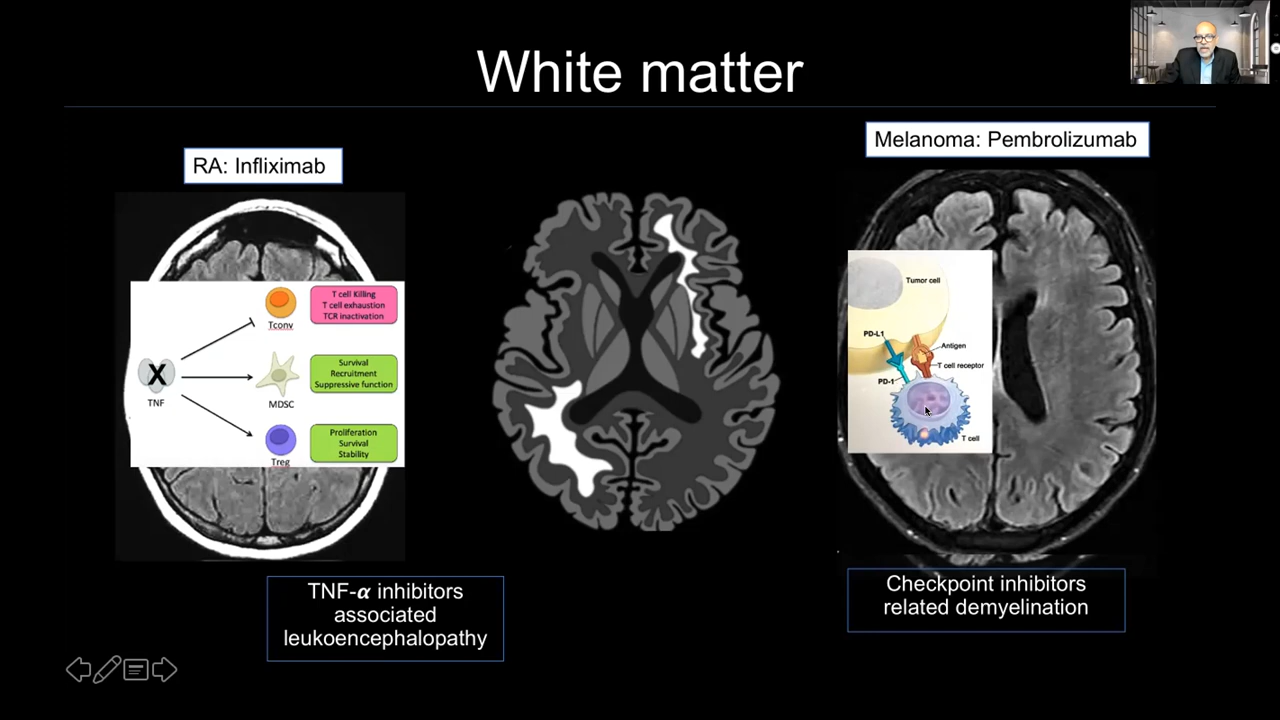 White matter
RA: Infliximab
Melanoma: Pembrolizumab
T cell Killing
T cell exhaustion
TCR inactivation
Tconv
X
TNF
Survival
Recruitment
Suppressive function
MDSC
Proliferation
Survival
Stability
Treg
Tumor cell
PD-L1
Antigen
T cell receptor
PD-1
T cell
TNF-α inhibitors
associated
leukoencephalopathy
Checkpoint inhibitors
related demyelination